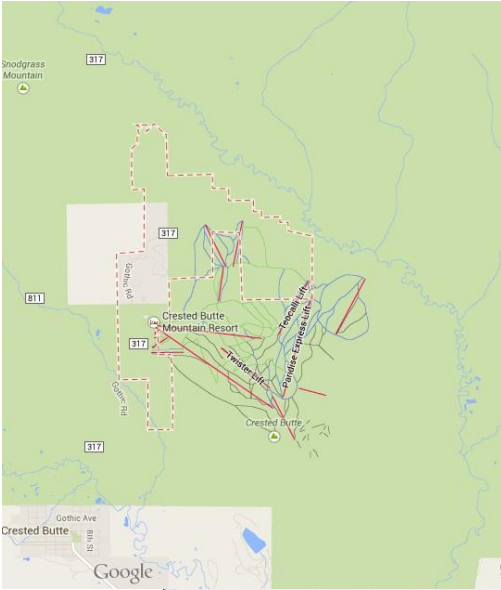 317
Snodgrass
Mountain
317
Gothic Rd
811
Teocalli Lift
Crested Butte
Mountain Resort
Paradise Express Lift
317
Twister Lift
Gothic Rd
Crested Butte
317
Gothic Ave
Crested Butte
8th St
Google